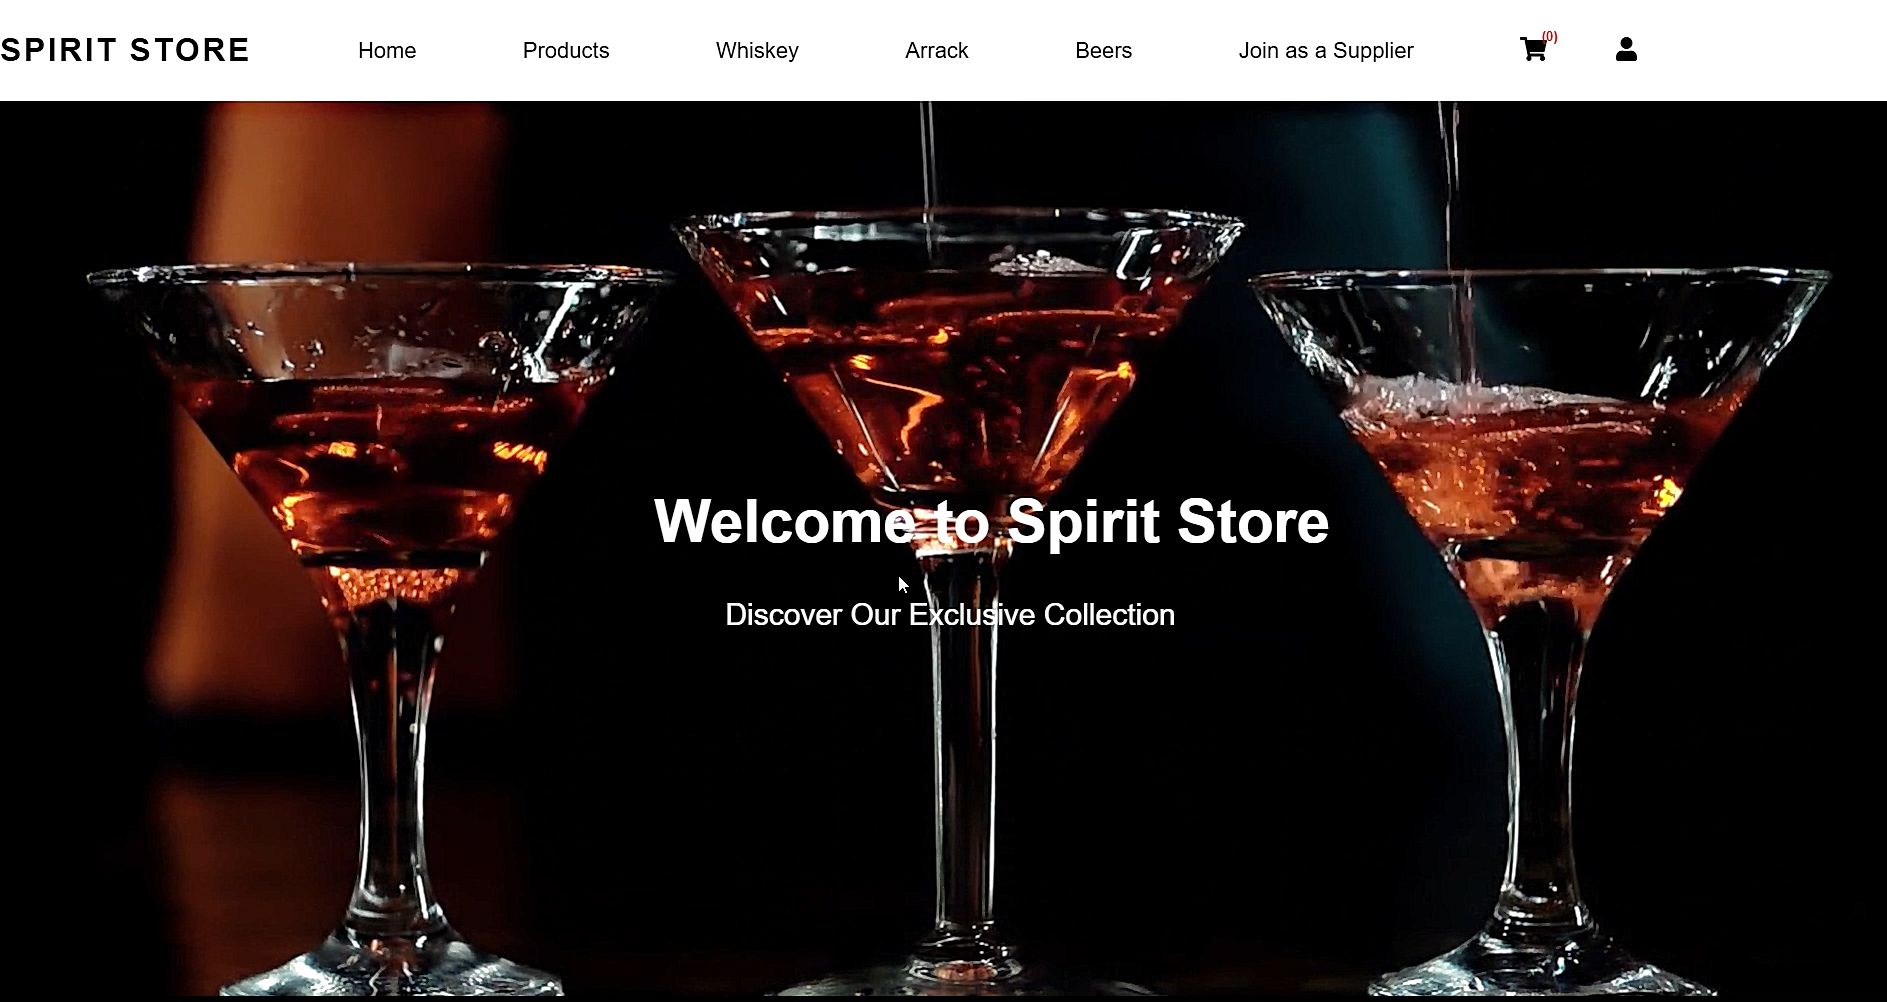 SPIRIT STORE Home Products Whiskey Arrack Beers Join as a Supplier (0)
Welcome to Spirit Store
Discover Our Exclusive Collection